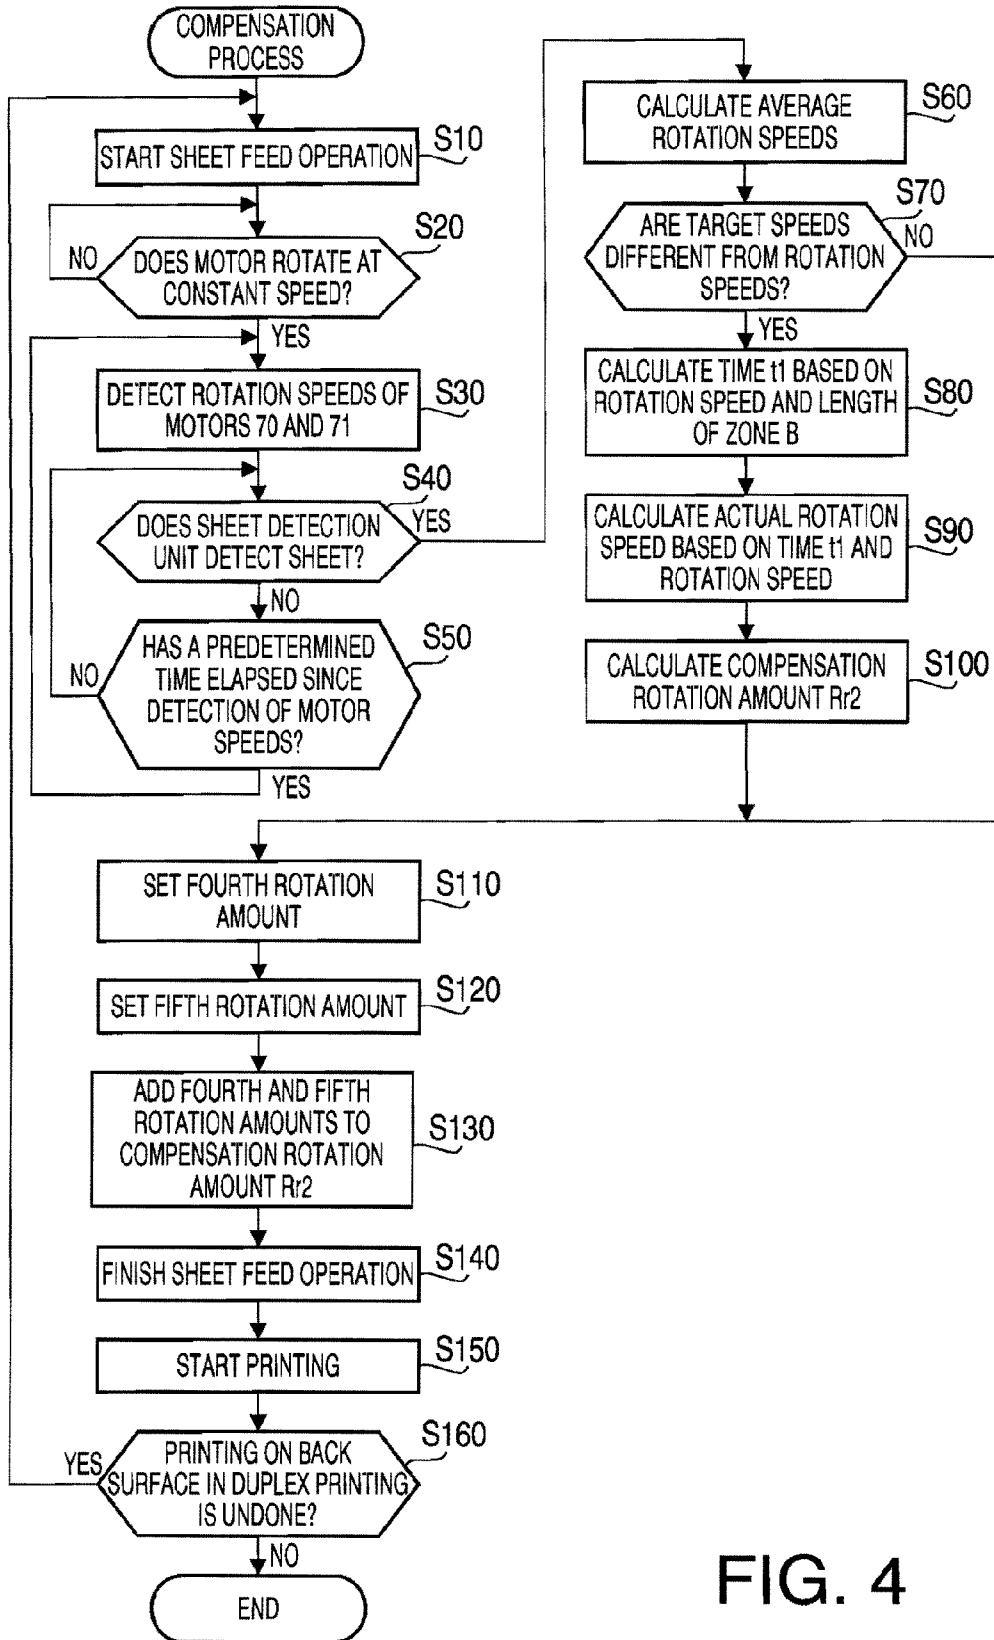 COMPENSATION
PROCESS
START SHEET FEED OPERATION
S10
DOES MOTOR ROTATE AT
CONSTANT SPEED?
S20
NO
YES
DETECT ROTATION SPEEDS OF
MOTORS 70 AND 71
S30
DOES SHEET DETECTION
UNIT DETECT SHEET?
S40
YES
NO
HAS A PREDETERMINED
TIME ELAPSED SINCE
DETECTION OF MOTOR
SPEEDS?
S50
NO
YES
CALCULATE AVERAGE
ROTATION SPEEDS
S60
ARE TARGET SPEEDS
DIFFERENT FROM ROTATION
SPEEDS?
S70
NO
YES
CALCULATE TIME t1 BASED ON
ROTATION SPEED AND LENGTH
OF ZONE B
S80
CALCULATE ACTUAL ROTATION
SPEED BASED ON TIME t1 AND
ROTATION SPEED
S90
CALCULATE COMPENSATION
ROTATION AMOUNT Rr2
S100
SET FOURTH ROTATION
AMOUNT
S110
SET FIFTH ROTATION AMOUNT
S120
ADD FOURTH AND FIFTH
ROTATION AMOUNTS TO
COMPENSATION ROTATION
AMOUNT Rr2
S130
FINISH SHEET FEED OPERATION
S140
START PRINTING
S150
PRINTING ON BACK
SURFACE IN DUPLEX PRINTING
IS UNDONE?
S160
YES
NO
END
FIG. 4